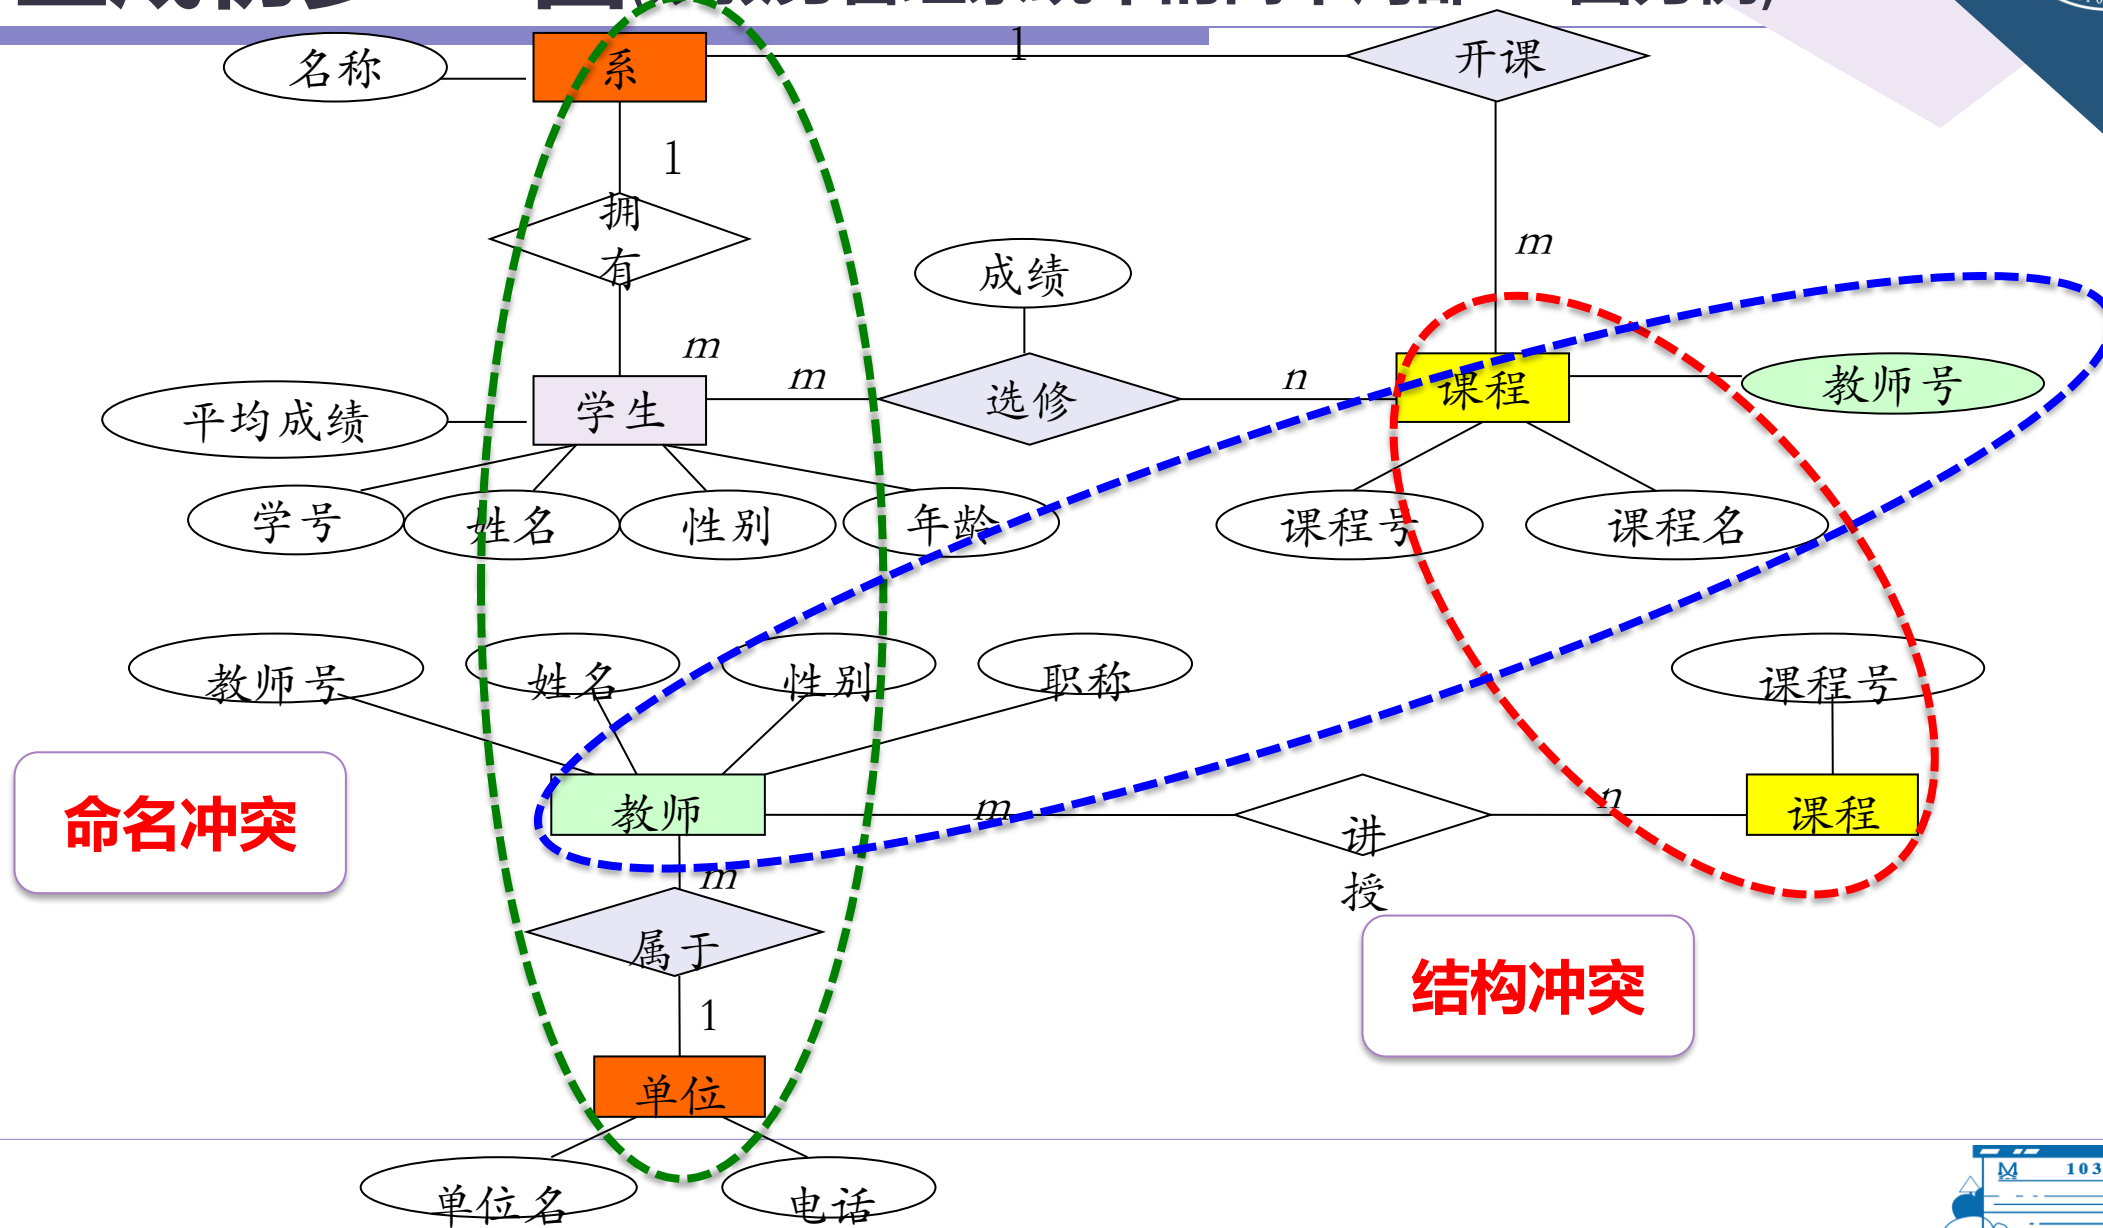 名称
系
1
开课
1
拥
有
m
成绩
m
m
选修
n
课程
教师号
平均成绩
学生
学号
姓名
性别
年龄
课程号
课程名
教师号
姓名
性别
职称
课程号
命名冲突
教师
m
讲
授
n
课程
m
属于
结构冲突
1
单位
单位名
电话
103